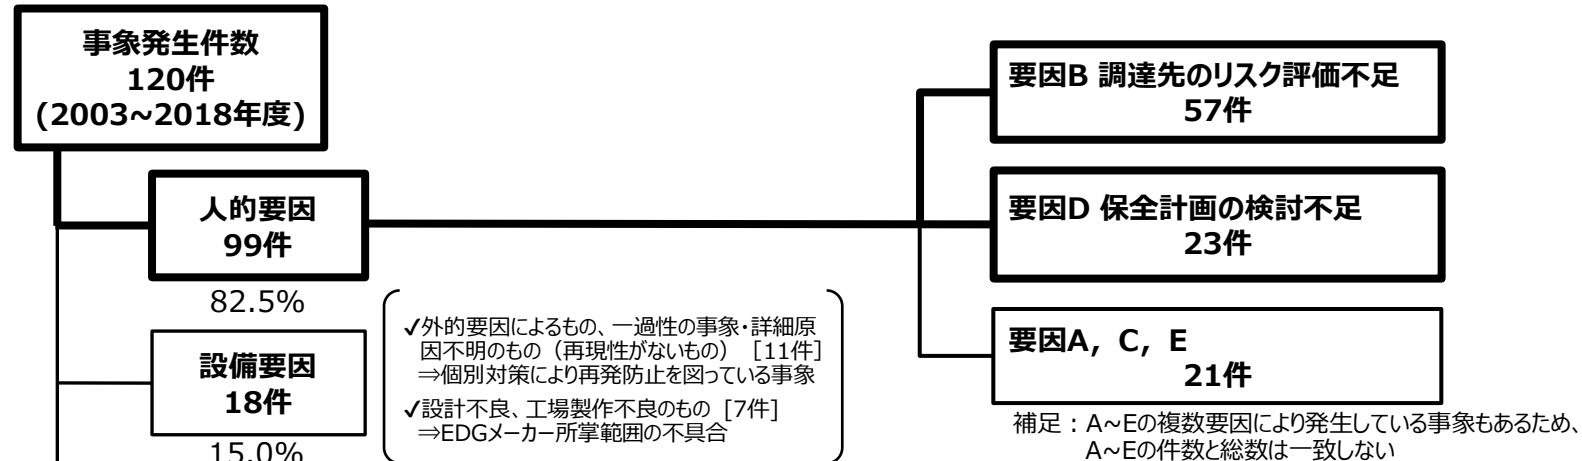 事象発生件数
120件
(2003~2018年度)
人的要因
99件
82.5%
設備要因
18件
15.0%
✓外的要因によるもの、一過性の事象・詳細原
因不明のもの（再現性がないもの） [11件]
⇒個別対策により再発防止を図っている事象
✓設計不良、工場製作不良のもの [7件]
⇒EDGメーカー所掌範囲の不具合
要因B 調達先のリスク評価不足
57件
要因D 保全計画の検討不足
23件
要因A, C, E
21件
補足：A~Eの複数要因により発生している事象もあるため、
A~Eの件数と総数は一致しない